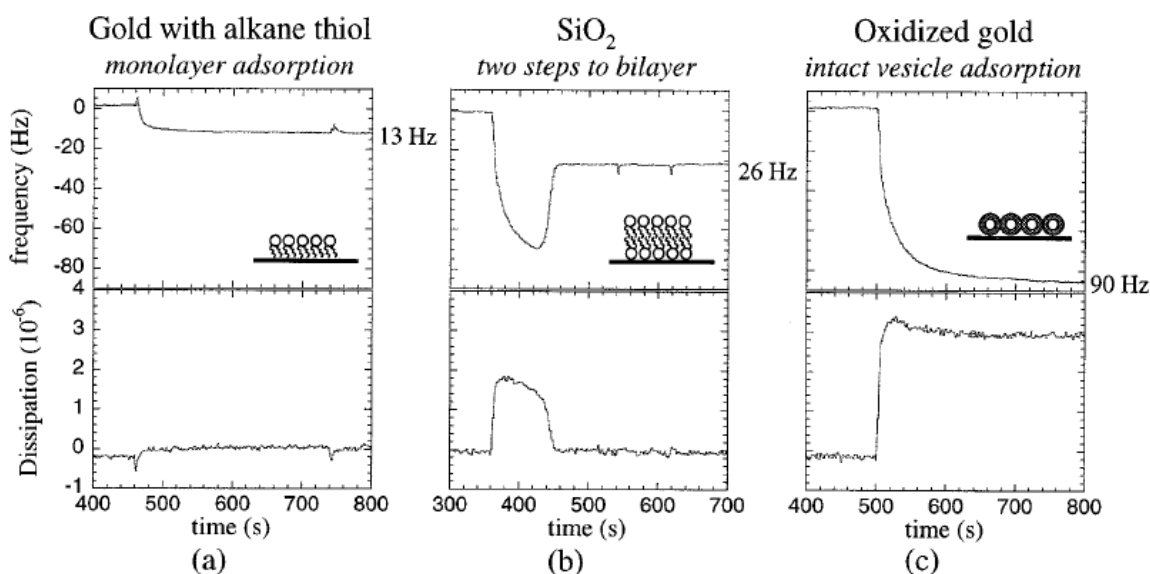 Gold with alkane thiol
monolayer adsorption
SiO₂
two steps to bilayer
Oxidized gold
intact vesicle adsorption
frequency (Hz)
0
-20
-40
-60
-80
13 Hz
26 Hz
90 Hz
Dissipation (10⁻⁶)
4
3
2
1
0
-1
400 500 600 700 800
300 400 500 600 700
400 500 600 700 800
time (s)
time (s)
time (s)
(a)
(b)
(c)